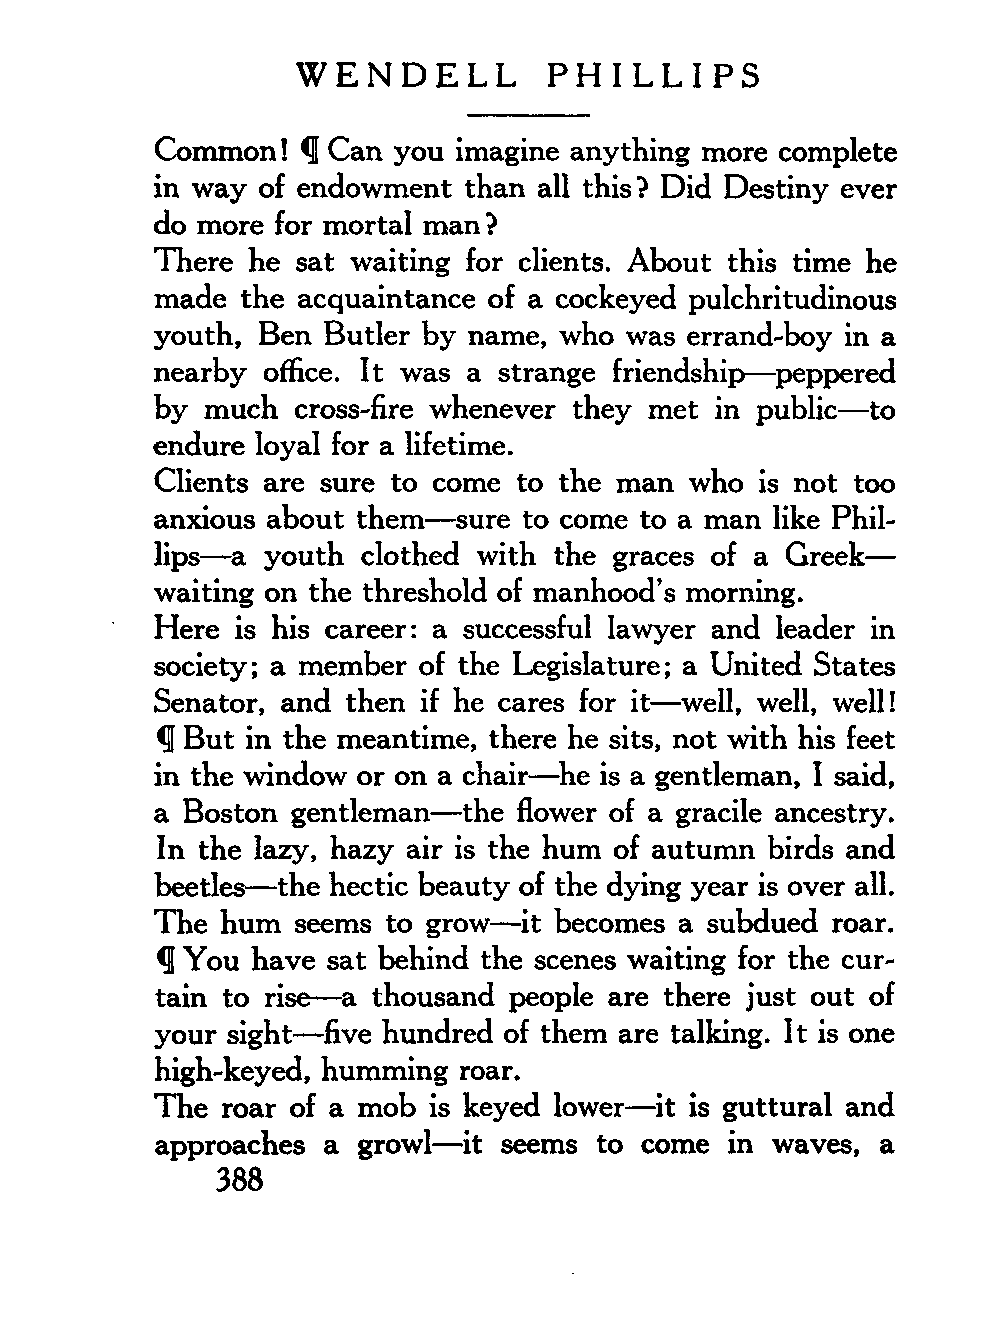 WENDELL PHILLIPS
Common! ¶ Can you imagine anything more complete
in way of endowment than all this? Did Destiny ever
do more for mortal man?
There he sat waiting for clients. About this time he
made the acquaintance of a cockeyed pulchritudinous
youth, Ben Butler by name, who was errand-boy in a
nearby office. It was a strange friendship—peppered
by much cross-fire whenever they met in public—to
endure loyal for a lifetime.
Clients are sure to come to the man who is not too
anxious about them—sure to come to a man like Phil-
lips—a youth clothed with the graces of a Greek—
waiting on the threshold of manhood's morning.
Here is his career: a successful lawyer and leader in
society; a member of the Legislature; a United States
Senator, and then if he cares for it—well, well, well!
¶ But in the meantime, there he sits, not with his feet
in the window or on a chair—he is a gentleman, I said,
a Boston gentleman—the flower of a gracile ancestry.
In the lazy, hazy air is the hum of autumn birds and
beetles—the hectic beauty of the dying year is over all.
The hum seems to grow—it becomes a subdued roar.
¶ You have sat behind the scenes waiting for the cur-
tain to rise—a thousand people are there just out of
your sight—five hundred of them are talking. It is one
high-keyed, humming roar.
The roar of a mob is keyed lower—it is guttural and
approaches a growl—it seems to come in waves, a
388